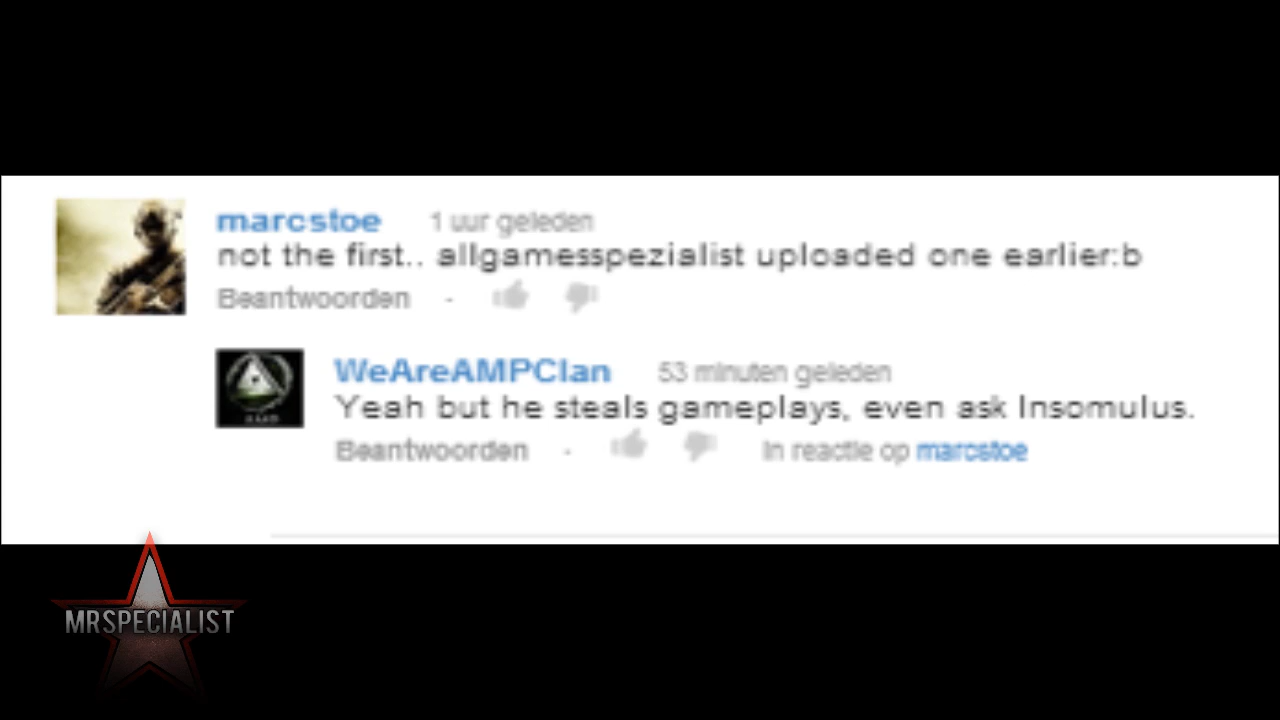 marcstoe 1 uur geleden
not the first.. allgamesspezialist uploaded one earlier:b
Beantwoorden ·
WeAreAMPClan 53 minuten geleden
Yeah but he steals gameplays, even ask Insomulus.
Beantwoorden · In reactie op marcstoe
MRSPECIALIST